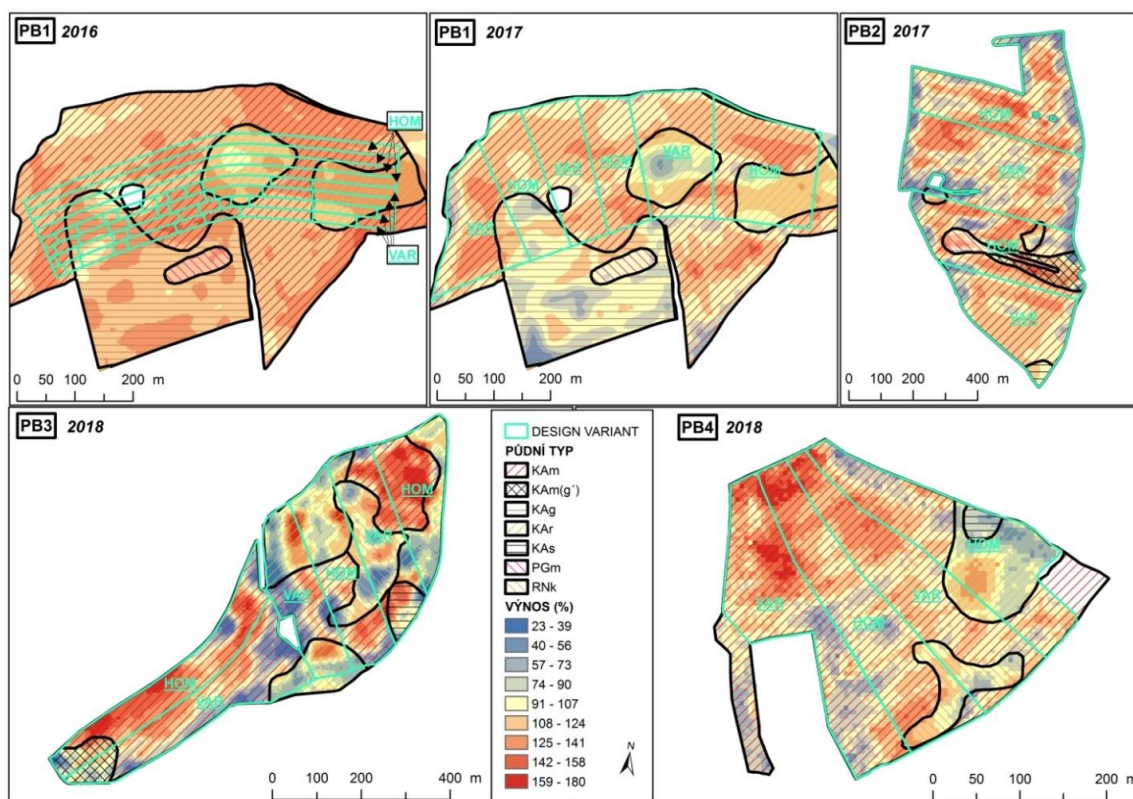 PB1 2016
HOM
VAR
0 50 100 200 m
PB1 2017
VAR
HOM
VAR
HOM
VAR
HOM
0 50 100 200 m
PB2 2017
HOM
VAR
HOM
VAR
0 100 200 400 m
PB3 2018
HOM
VAR
HOM
VAR
HOM
VAR
0 100 200 400 m
DESIGN VARIANT
PŮDNÍ TYP
KAm
KAm(g´)
KAg
KAr
KAs
PGm
RNk
VÝNOS (%)
23 - 39
40 - 56
57 - 73
74 - 90
91 - 107
108 - 124
125 - 141
142 - 158
159 - 180
N
PB4 2018
HOM
VAR
VAR
HOM
0 50 100 200 m